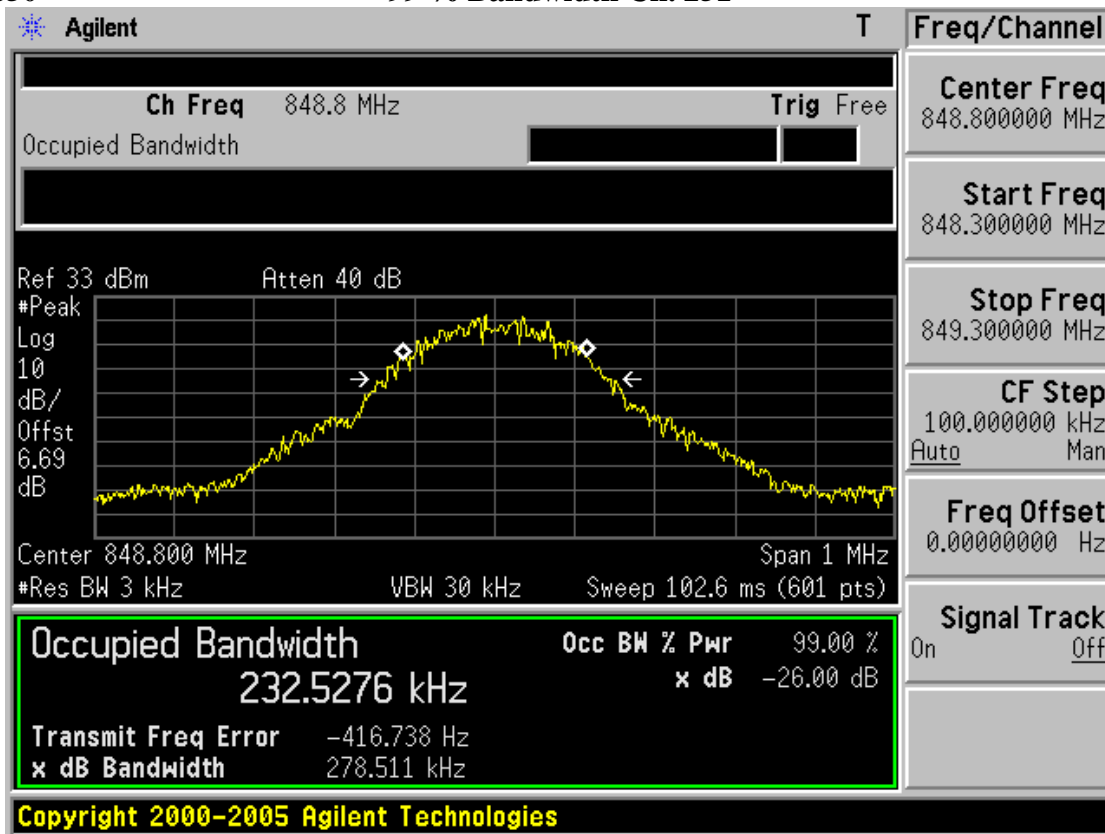 Agilent T Freq/Channel
Ch Freq 848.8 MHz Trig Free
Occupied Bandwidth
Center Freq
848.800000 MHz
Start Freq
848.300000 MHz
Stop Freq
849.300000 MHz
CF Step
100.000000 kHz
Auto Man
Freq Offset
0.00000000 Hz
Signal Track
On Off
Ref 33 dBm Atten 40 dB
#Peak
Log
10
dB/
Offst
6.69
dB
Center 848.800 MHz Span 1 MHz
#Res BW 3 kHz VBW 30 kHz Sweep 102.6 ms (601 pts)
Occupied Bandwidth
232.5276 kHz
Occ BW % Pwr 99.00 %
x dB -26.00 dB
Transmit Freq Error -416.738 Hz
x dB Bandwidth 278.511 kHz
Copyright 2000-2005 Agilent Technologies